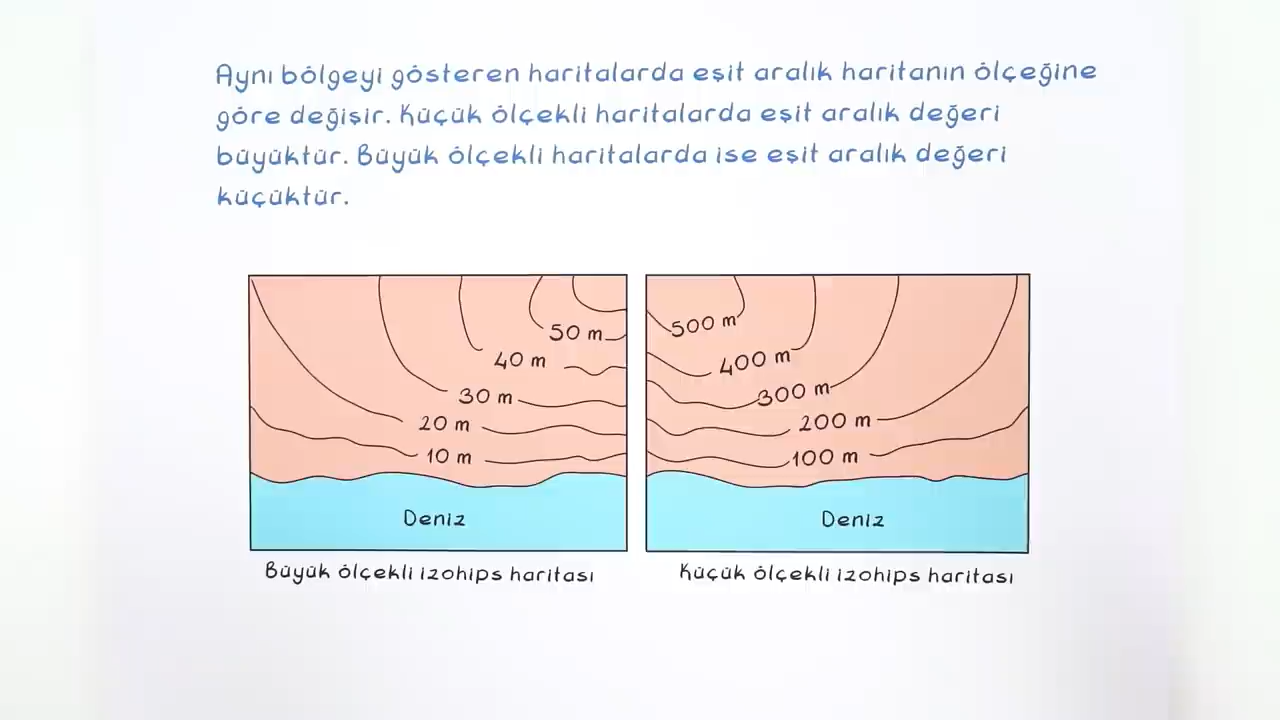 Aynı bölgeyi gösteren haritalarda eşit aralık haritanın ölçeğine
göre değişir. Küçük ölçekli haritalarda eşit aralık değeri
büyüktür. Büyük ölçekli haritalarda ise eşit aralık değeri
küçüktür.
50 m
40 m
30 m
20 m
10 m
Deniz
Büyük ölçekli izohips haritası
500 m
400 m
300 m
200 m
100 m
Deniz
Küçük ölçekli izohips haritası